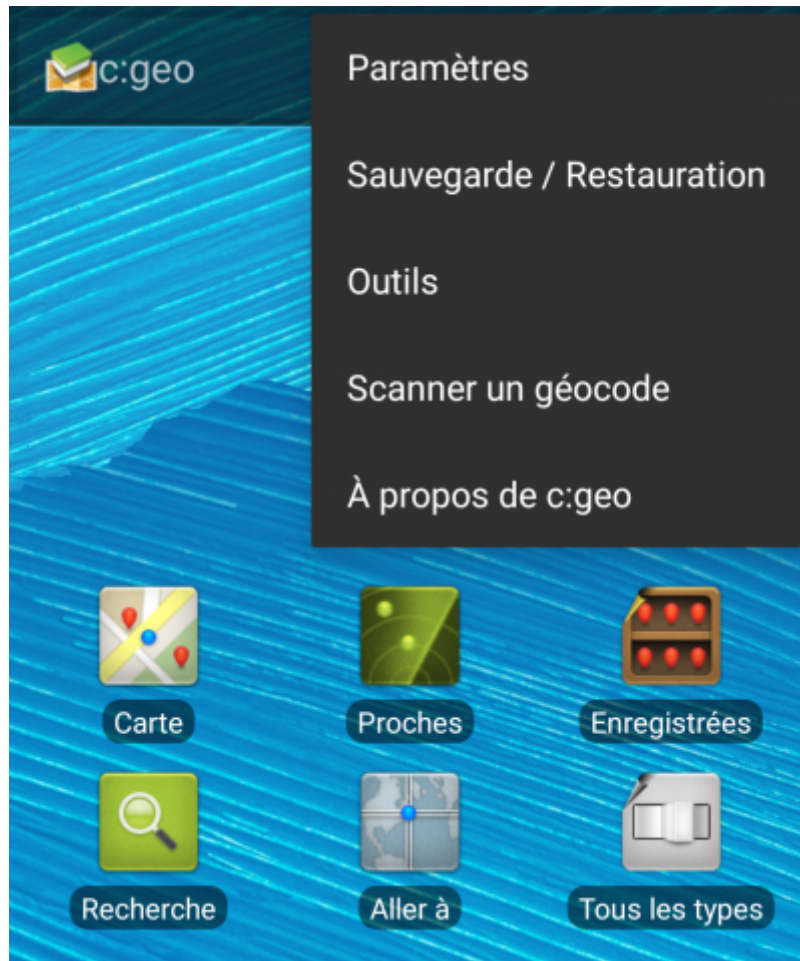 c:geo
Paramètres
Sauvegarde / Restauration
Outils
Scanner un géocode
À propos de c:geo
Carte
Proches
Enregistrées
Recherche
Aller à
Tous les types